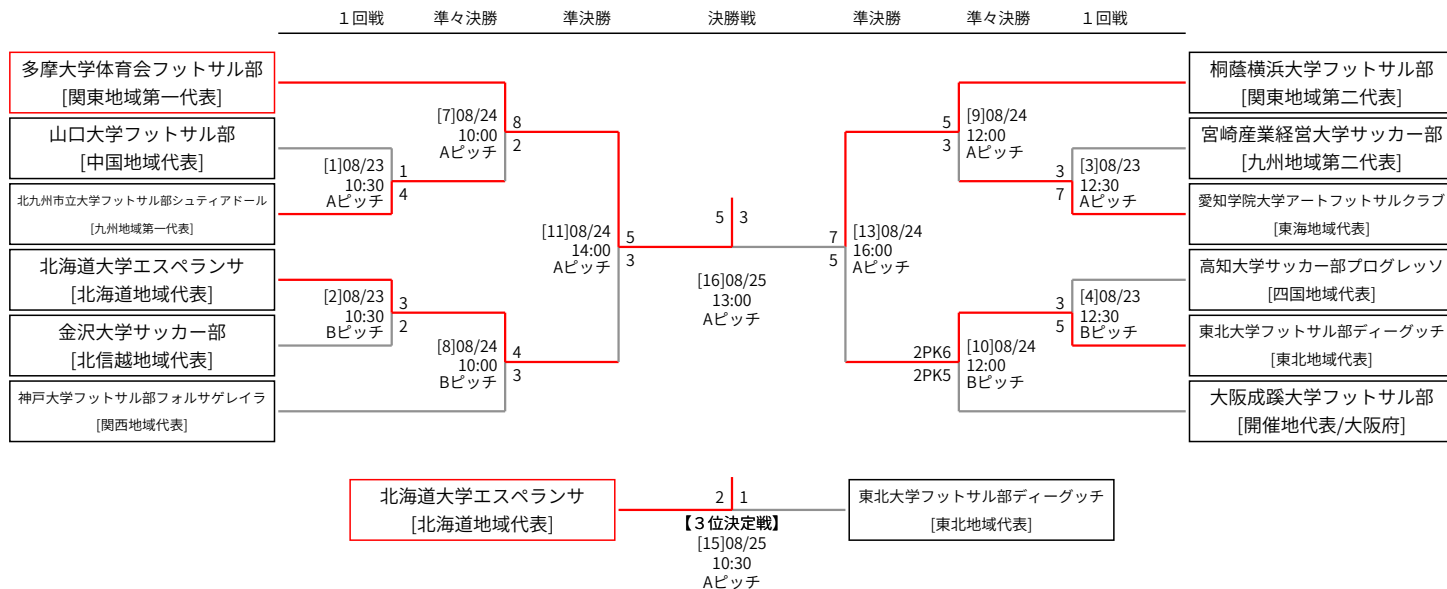 １回戦
準々決勝
準決勝
決勝戦
準決勝
準々決勝
１回戦
多摩大学体育会フットサル部
[関東地域第一代表]
山口大学フットサル部
[中国地域代表]
北九州市立大学フットサル部シュティアドール
[九州地域第一代表]
北海道大学エスペランサ
[北海道地域代表]
金沢大学サッカー部
[北信越地域代表]
神戸大学フットサル部フォルサゲレイラ
[関西地域代表]
[1]08/23
10:30
Aピッチ
1
4
[2]08/23
10:30
Bピッチ
3
2
[7]08/24
10:00
Aピッチ
8
2
[8]08/24
10:00
Bピッチ
4
3
[11]08/24
14:00
Aピッチ
5
3
5 3
[16]08/25
13:00
Aピッチ
7
5
[13]08/24
16:00
Aピッチ
5
3
[9]08/24
12:00
Aピッチ
2PK6
2PK5
[10]08/24
12:00
Bピッチ
3
7
[3]08/23
12:30
Aピッチ
3
5
[4]08/23
12:30
Bピッチ
桐蔭横浜大学フットサル部
[関東地域第二代表]
宮崎産業経営大学サッカー部
[九州地域第二代表]
愛知学院大学アートフットサルクラブ
[東海地域代表]
高知大学サッカー部プログレッソ
[四国地域代表]
東北大学フットサル部ディーグッチ
[東北地域代表]
大阪成蹊大学フットサル部
[開催地代表/大阪府]
北海道大学エスペランサ
[北海道地域代表]
2 1
【３位決定戦】
[15]08/25
10:30
Aピッチ
東北大学フットサル部ディーグッチ
[東北地域代表]